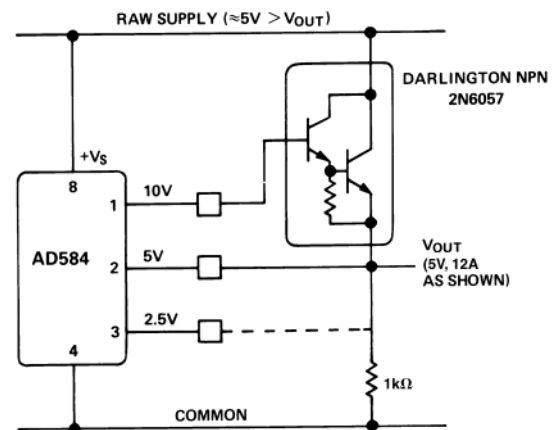 RAW SUPPLY (≈5V > VOUT)
DARLINGTON NPN
2N6057
+VS
8
1
10V
AD584
2
5V
VOUT
(5V, 12A
AS SHOWN)
3
2.5V
4
1kΩ
COMMON